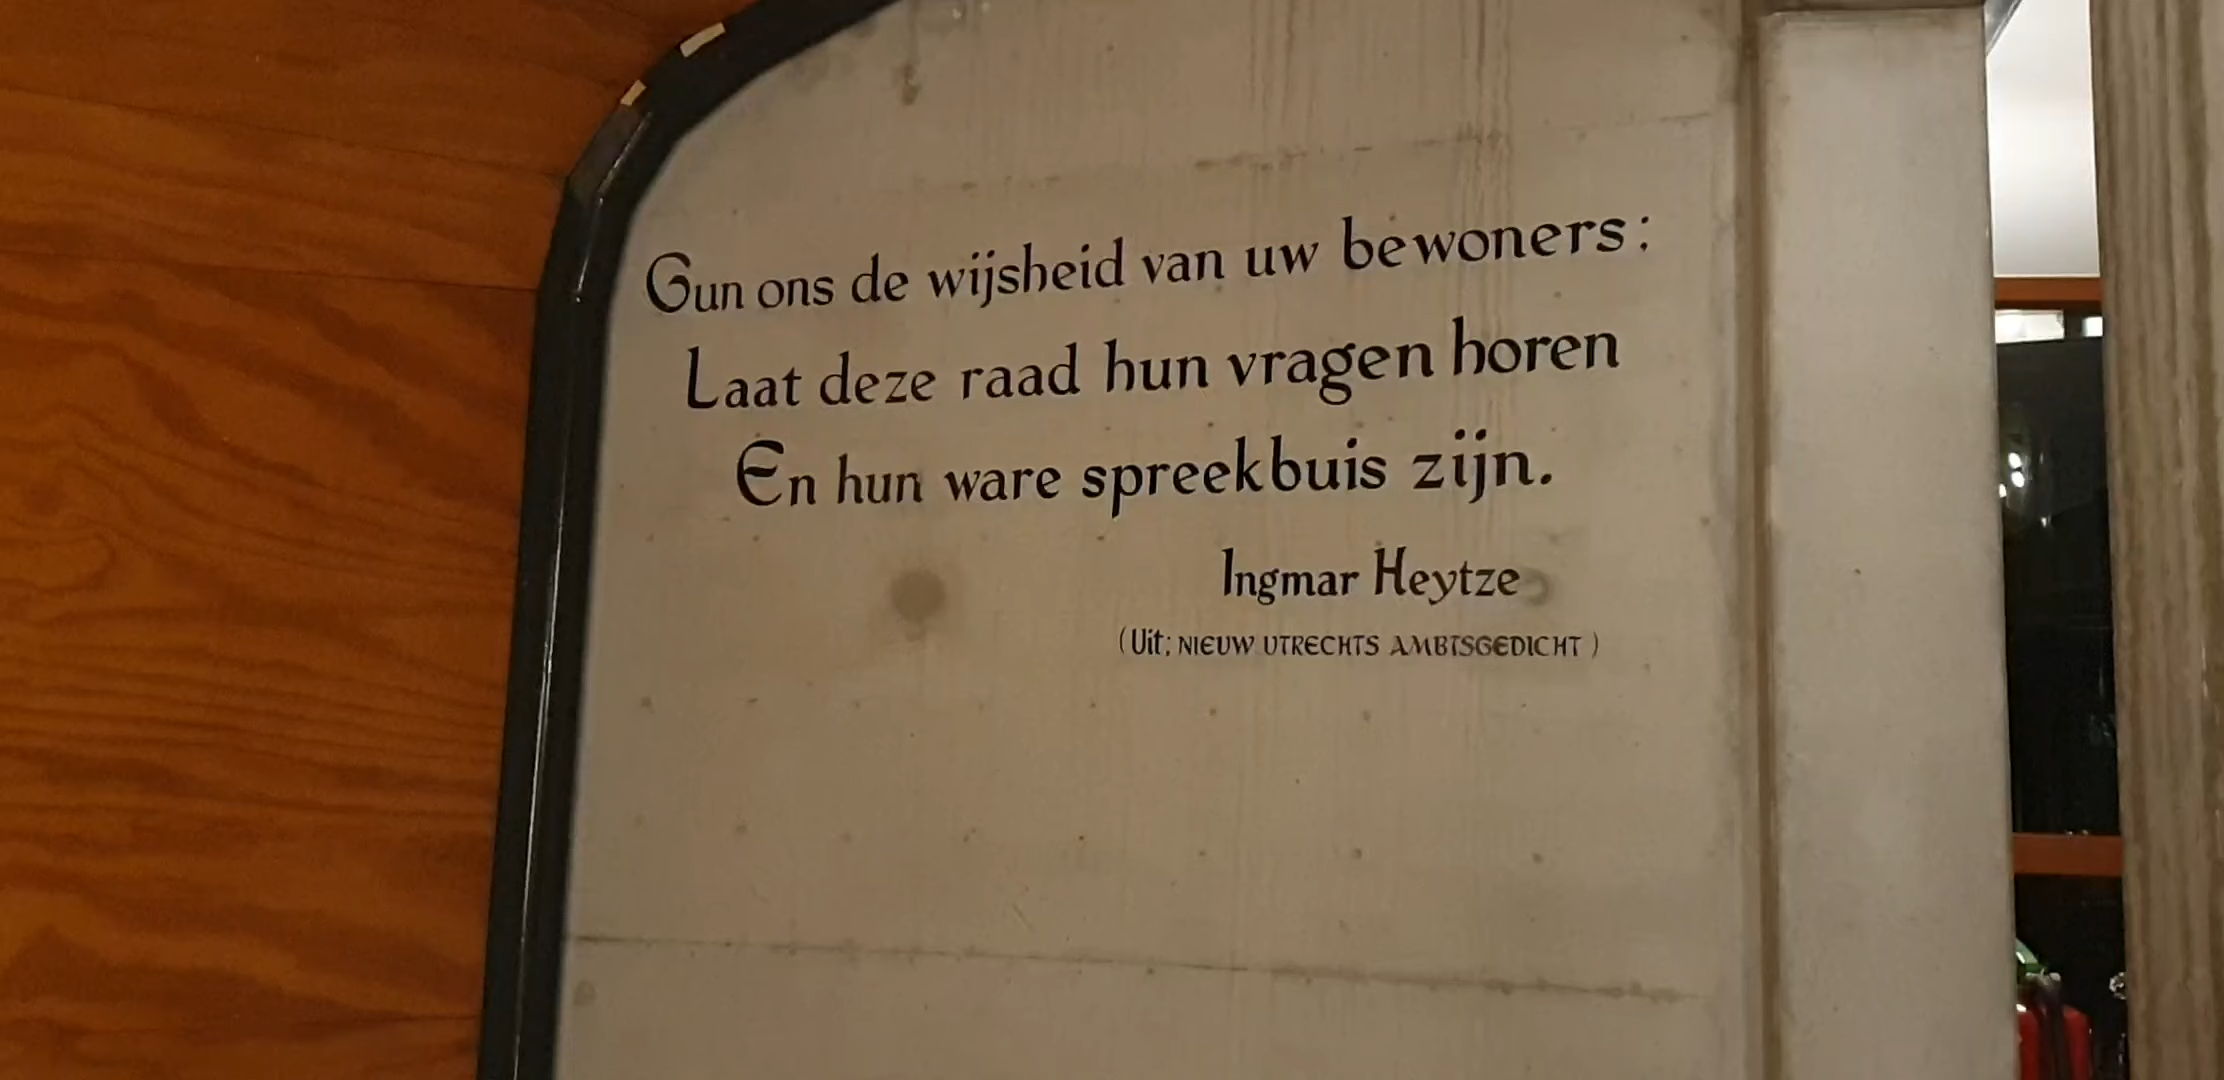 Gun ons de wijsheid van uw bewoners:
Laat deze raad hun vragen horen
En hun ware spreekbuis zijn.
Ingmar Heytze
(Uit: NIEUW UTRECHTS AMBTSGEDICHT)